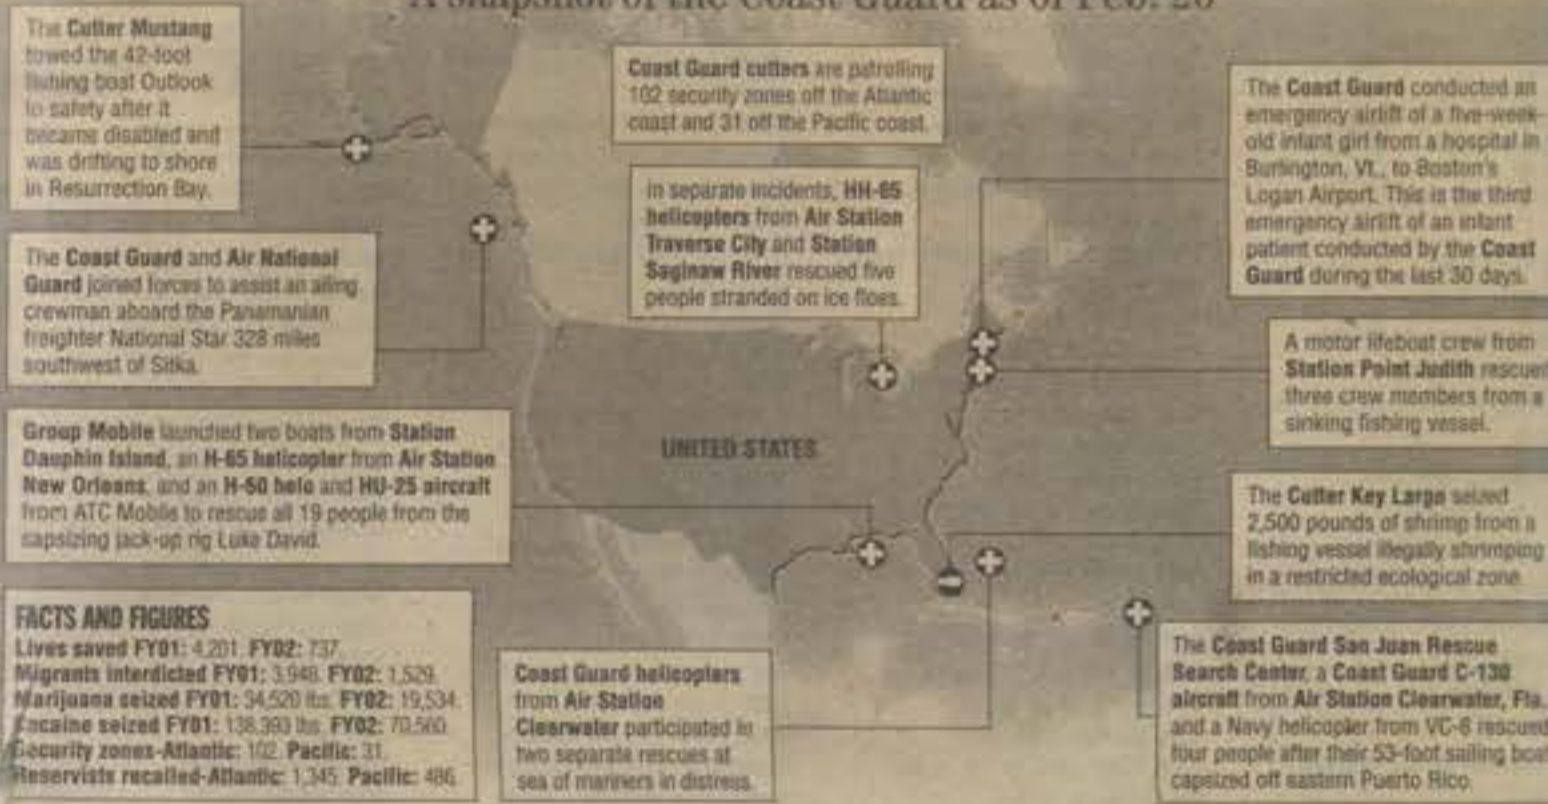 A Snapshot of the Coast Guard as of Feb. 20
The Cutter Mustang
towed the 42-foot
fishing boat Outlook
to safety after it
became disabled and
was drifting to shore
in Resurrection Bay.
The Coast Guard and Air National
Guard joined forces to assist an ailing
crewman aboard the Panamanian
freighter National Star 328 miles
southwest of Sitka.
Group Mobile launched two boats from Station
Dauphin Island, an H-65 helicopter from Air Station
New Orleans, and an H-60 helo and HU-25 aircraft
from ATC Mobile to rescue all 19 people from the
sapsizing jack-up rig Luke David.
FACTS AND FIGURES
Lives saved FY01: 4,201. FY02: 737.
Migrants interdicted FY01: 3,948. FY02: 1,529.
Marijuana seized FY01: 34,520 lbs. FY02: 19,534.
Cocaine seized FY01: 138,393 lbs. FY02: 70,560.
Security zones-Atlantic: 102. Pacific: 31.
Reservists recalled-Atlantic: 1,345. Pacific: 486.
Coast Guard cutters are patrolling
102 security zones off the Atlantic
coast and 31 off the Pacific coast.
In separate incidents, HH-65
helicopters from Air Station
Traverse City and Station
Saginaw River rescued five
people stranded on ice floes.
UNITED STATES
Coast Guard helicopters
from Air Station
Clearwater participated in
two separate rescues at
sea of mariners in distress.
The Coast Guard conducted an
emergency airlift of a five-week-
old infant girl from a hospital in
Burlington, Vt., to Boston's
Logan Airport. This is the third
emergency airlift of an infant
patient conducted by the Coast
Guard during the last 30 days.
A motor lifeboat crew from
Station Point Judith rescued
three crew members from a
sinking fishing vessel.
The Cutter Key Largo seized
2,500 pounds of shrimp from a
fishing vessel illegally shrimping
in a restricted ecological zone.
The Coast Guard San Juan Rescue
Search Center, a Coast Guard C-130
aircraft from Air Station Clearwater, Fla.,
and a Navy helicopter from VC-8 rescued
four people after their 53-foot sailing boat
capsized off eastern Puerto Rico.